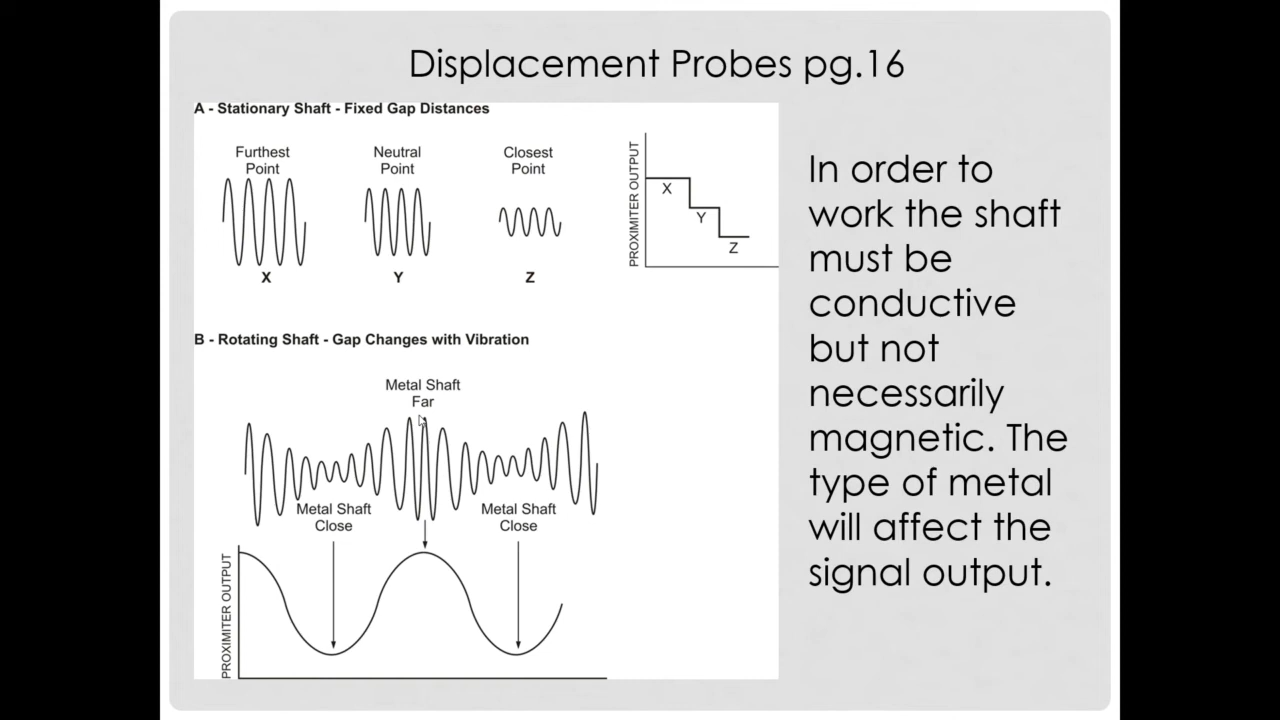 Displacement Probes pg.16
A - Stationary Shaft - Fixed Gap Distances
Furthest
Point
Neutral
Point
Closest
Point
X
Y
Z
PROXIMITER OUTPUT
X
Y
Z
B - Rotating Shaft - Gap Changes with Vibration
Metal Shaft
Far
Metal Shaft
Close
Metal Shaft
Close
PROXIMITER OUTPUT
In order to
work the shaft
must be
conductive
but not
necessarily
magnetic. The
type of metal
will affect the
signal output.